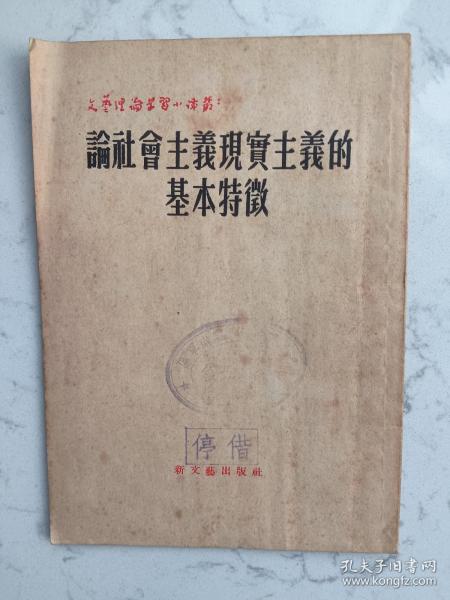 文藝理論學習小譯叢
論社會主義現實主義的
基本特徵
停借
新文藝出版社
孔夫子旧书网
www.kongfz.com